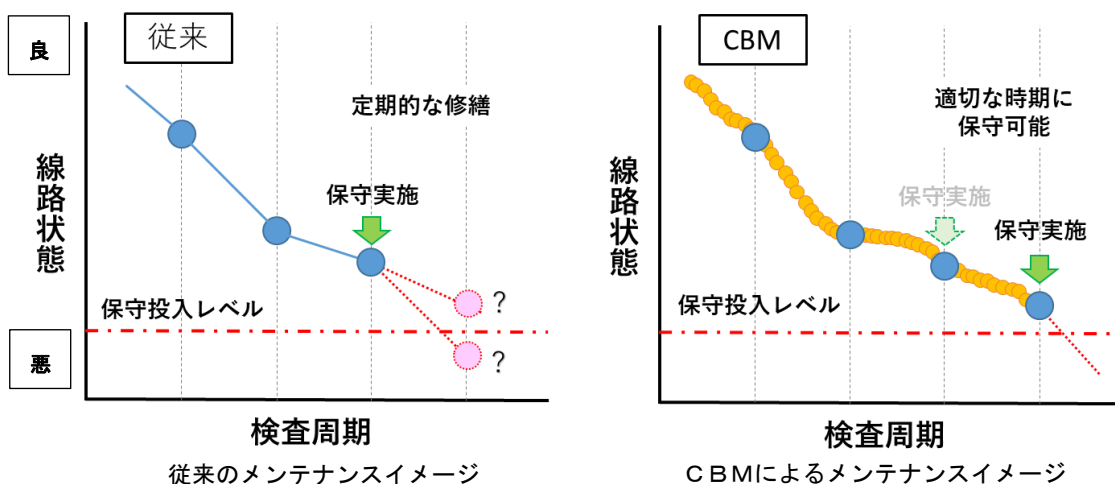 従来
良
定期的な修繕
保守実施
線路状態
保守投入レベル
?
?
悪
検査周期
従来のメンテナンスイメージ
CBM
適切な時期に
保守可能
保守実施
保守実施
線路状態
保守投入レベル
検査周期
ＣＢＭによるメンテナンスイメージ